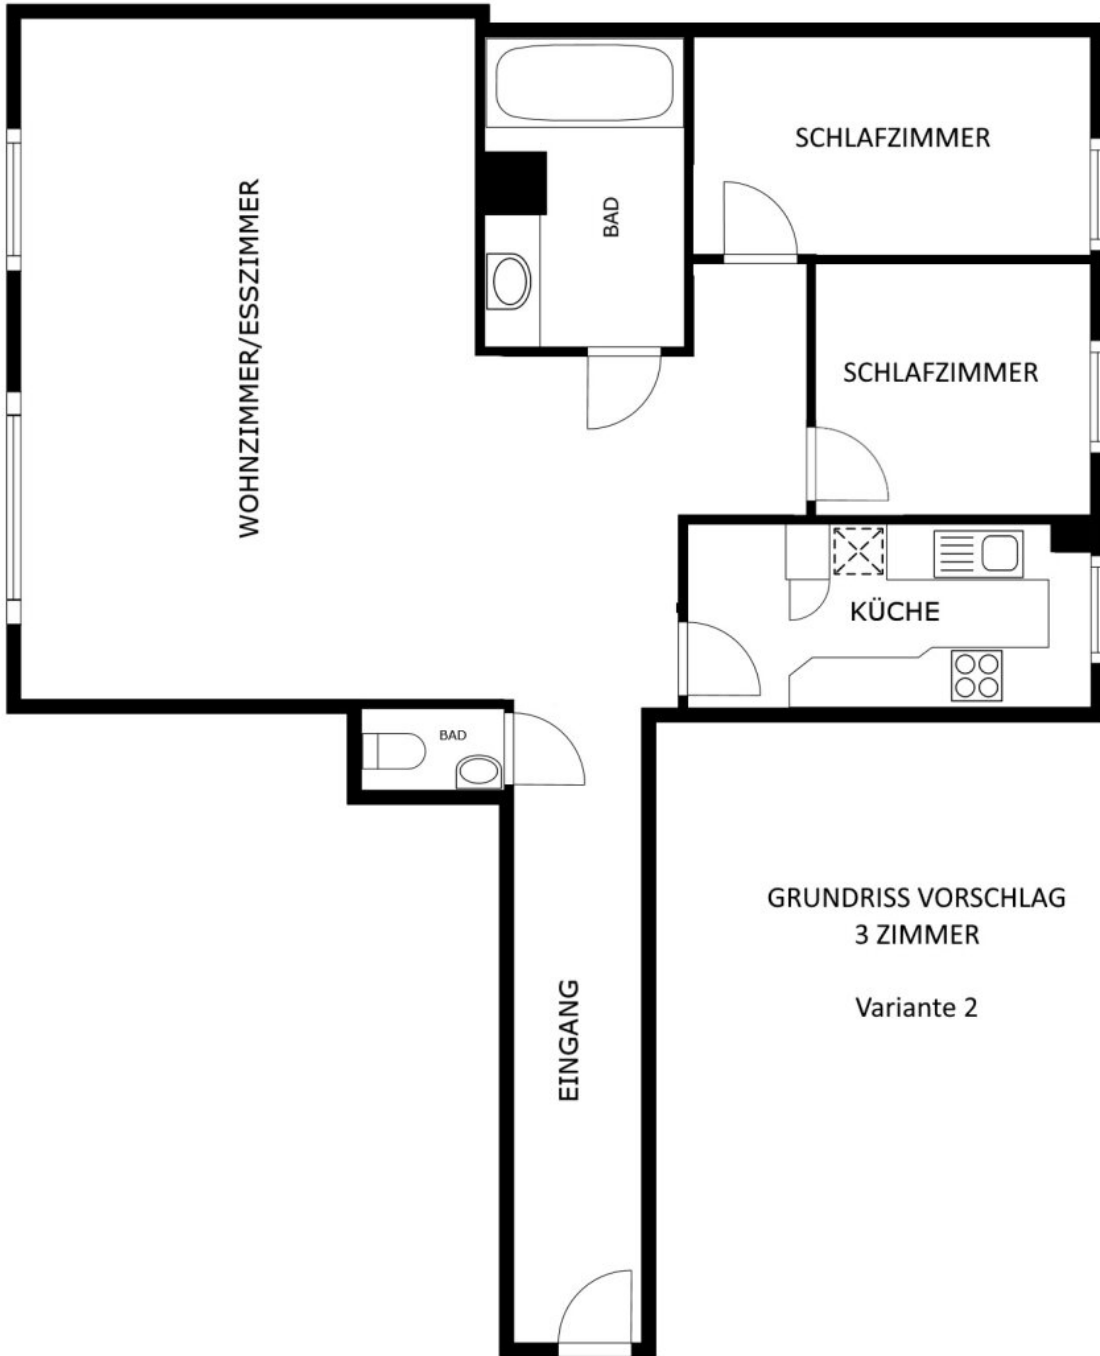 SCHLAFZIMMER
BAD
WOHNZIMMER/ESSZIMMER
SCHLAFZIMMER
KÜCHE
BAD
GRUNDRISS VORSCHLAG
3 ZIMMER
Variante 2
EINGANG